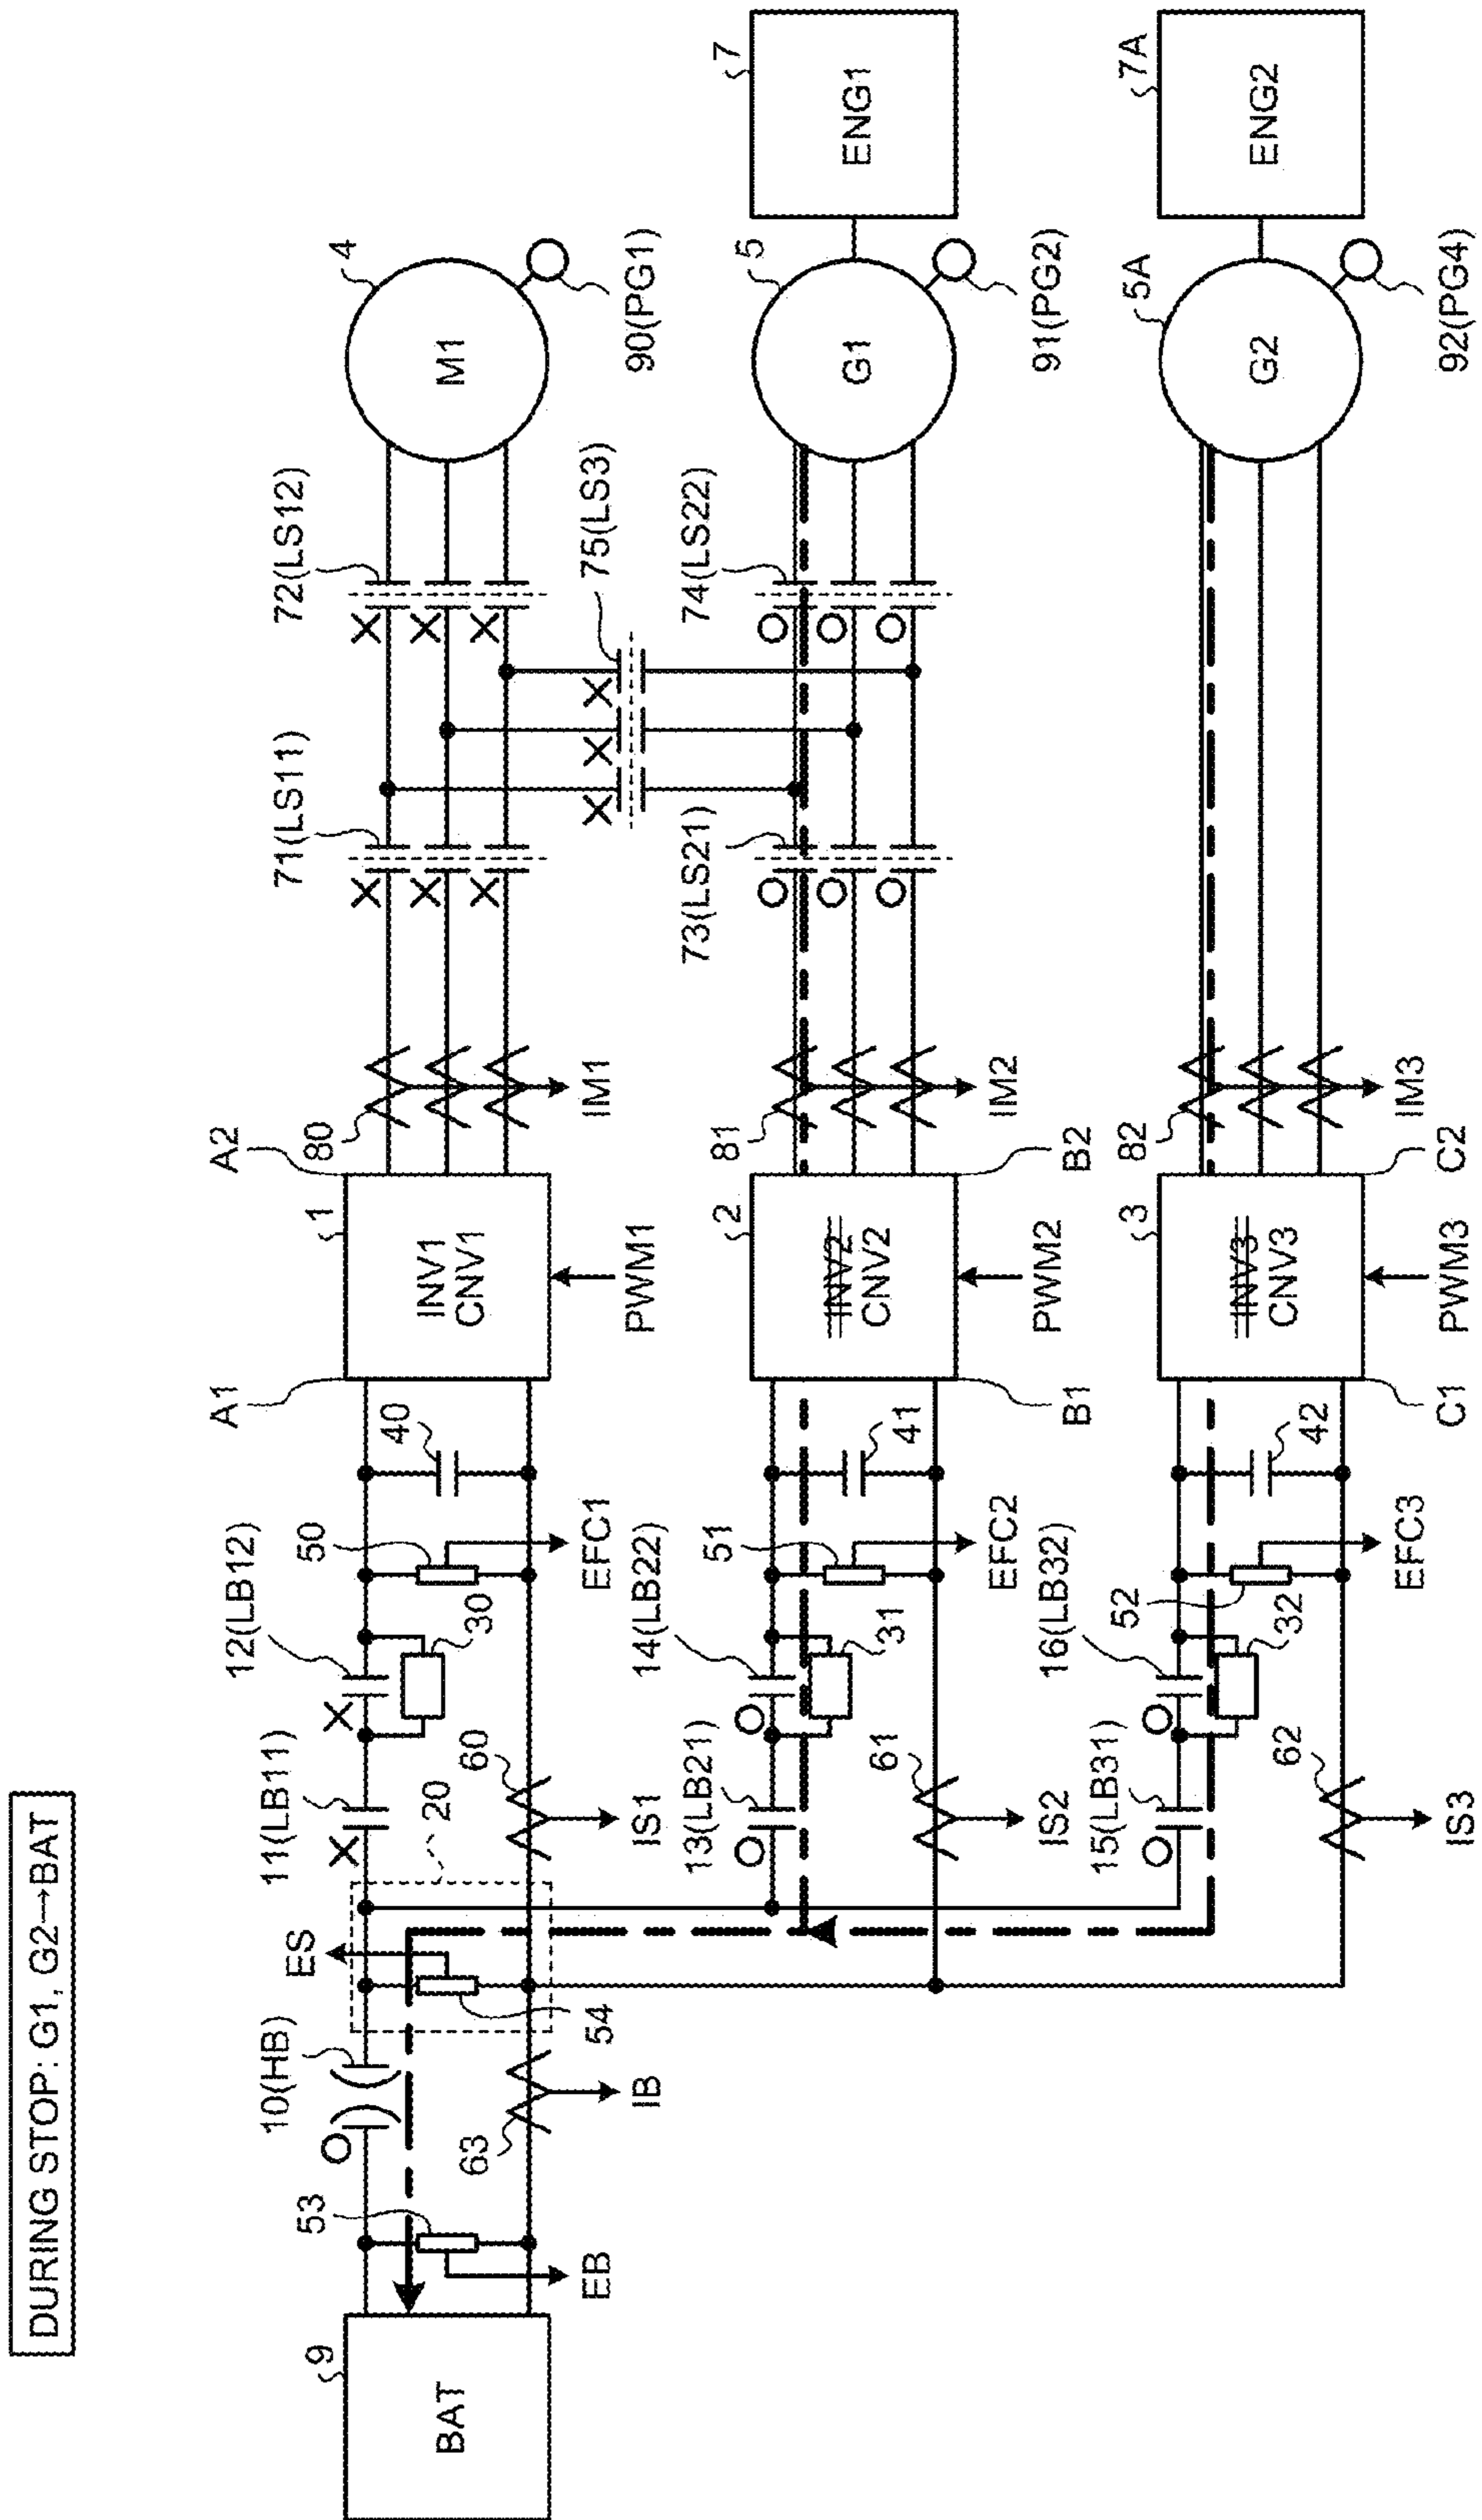 DURING STOP: G1, G2→BAT
9
BAT
53
EB
10(HB)
63
IB
ES
54
20
11(LB11)
12(LB12)
60
IS1
30
50
EFC1
40
A1
1
INV1
CNV1
PWM1
A2
80
IM1
71(LS11)
72(LS12)
75(LS3)
4
M1
90(PG1)
13(LB21)
14(LB22)
61
IS2
31
51
EFC2
41
B1
2
INV2
CNV2
PWM2
B2
81
IM2
73(LS21)
74(LS22)
5
G1
91(PG2)
7
ENG1
15(LB31)
16(LB32)
62
IS3
32
52
EFC3
42
C1
3
INV3
CNV3
PWM3
C2
82
IM3
5A
G2
92(PG4)
7A
ENG2